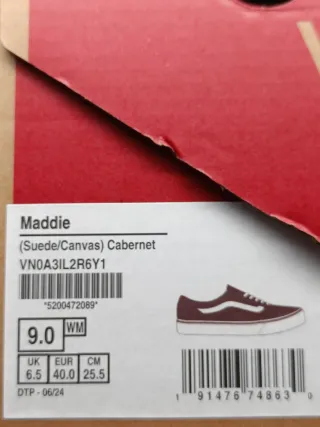 Maddie
(Suede/Canvas) Cabernet
VN0A3IL2R6Y1
*5200472089*
9.0 WM
UK EUR CM
6.5 40.0 25.5
DTP - 06/24
1 91476 74863 0